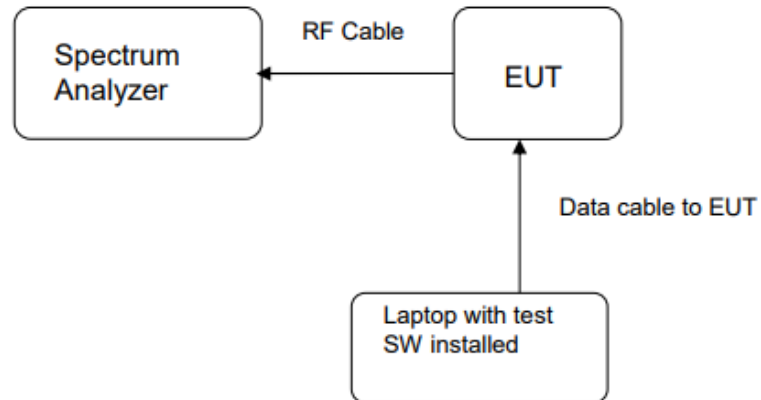 RF Cable
Spectrum
Analyzer
EUT
Data cable to EUT
Laptop with test
SW installed